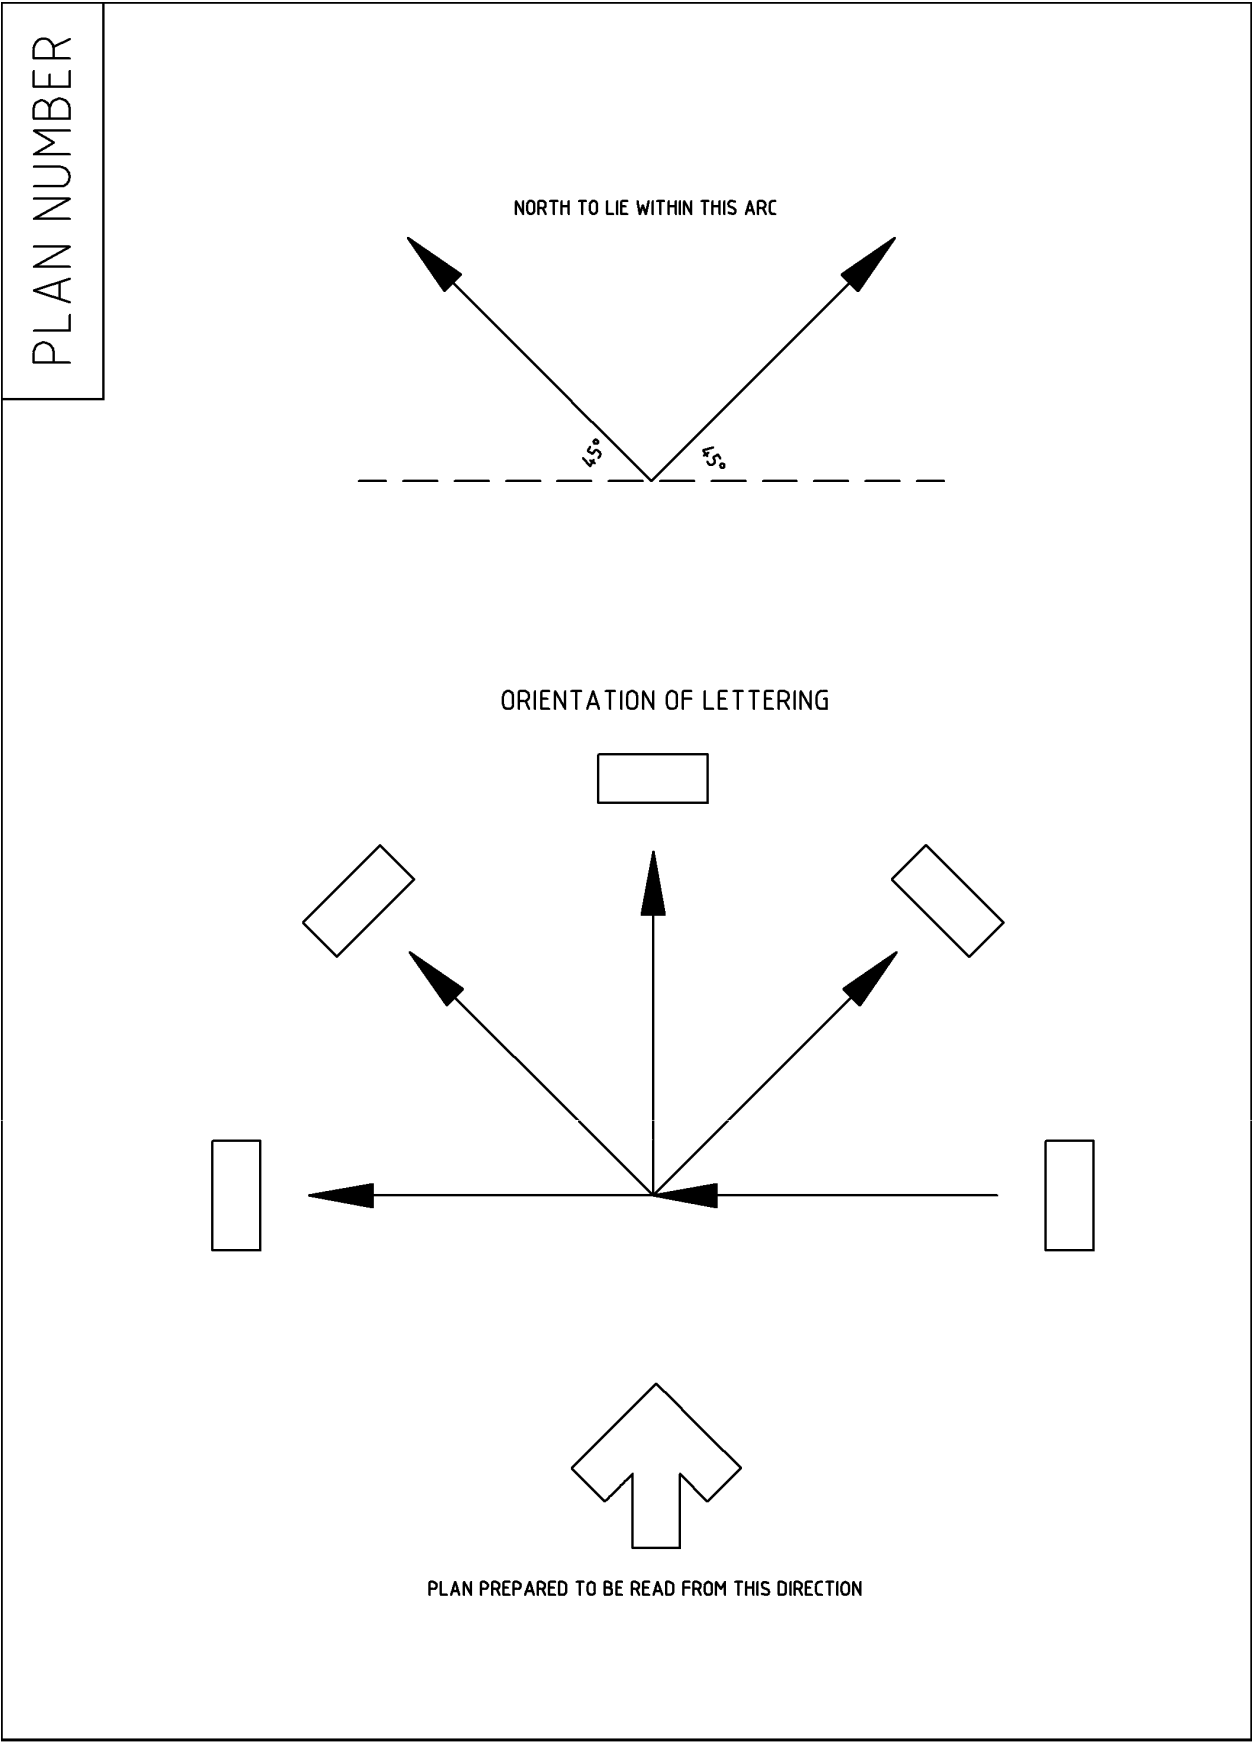 PLAN NUMBER
NORTH TO LIE WITHIN THIS ARC
45°
45°
ORIENTATION OF LETTERING
PLAN PREPARED TO BE READ FROM THIS DIRECTION